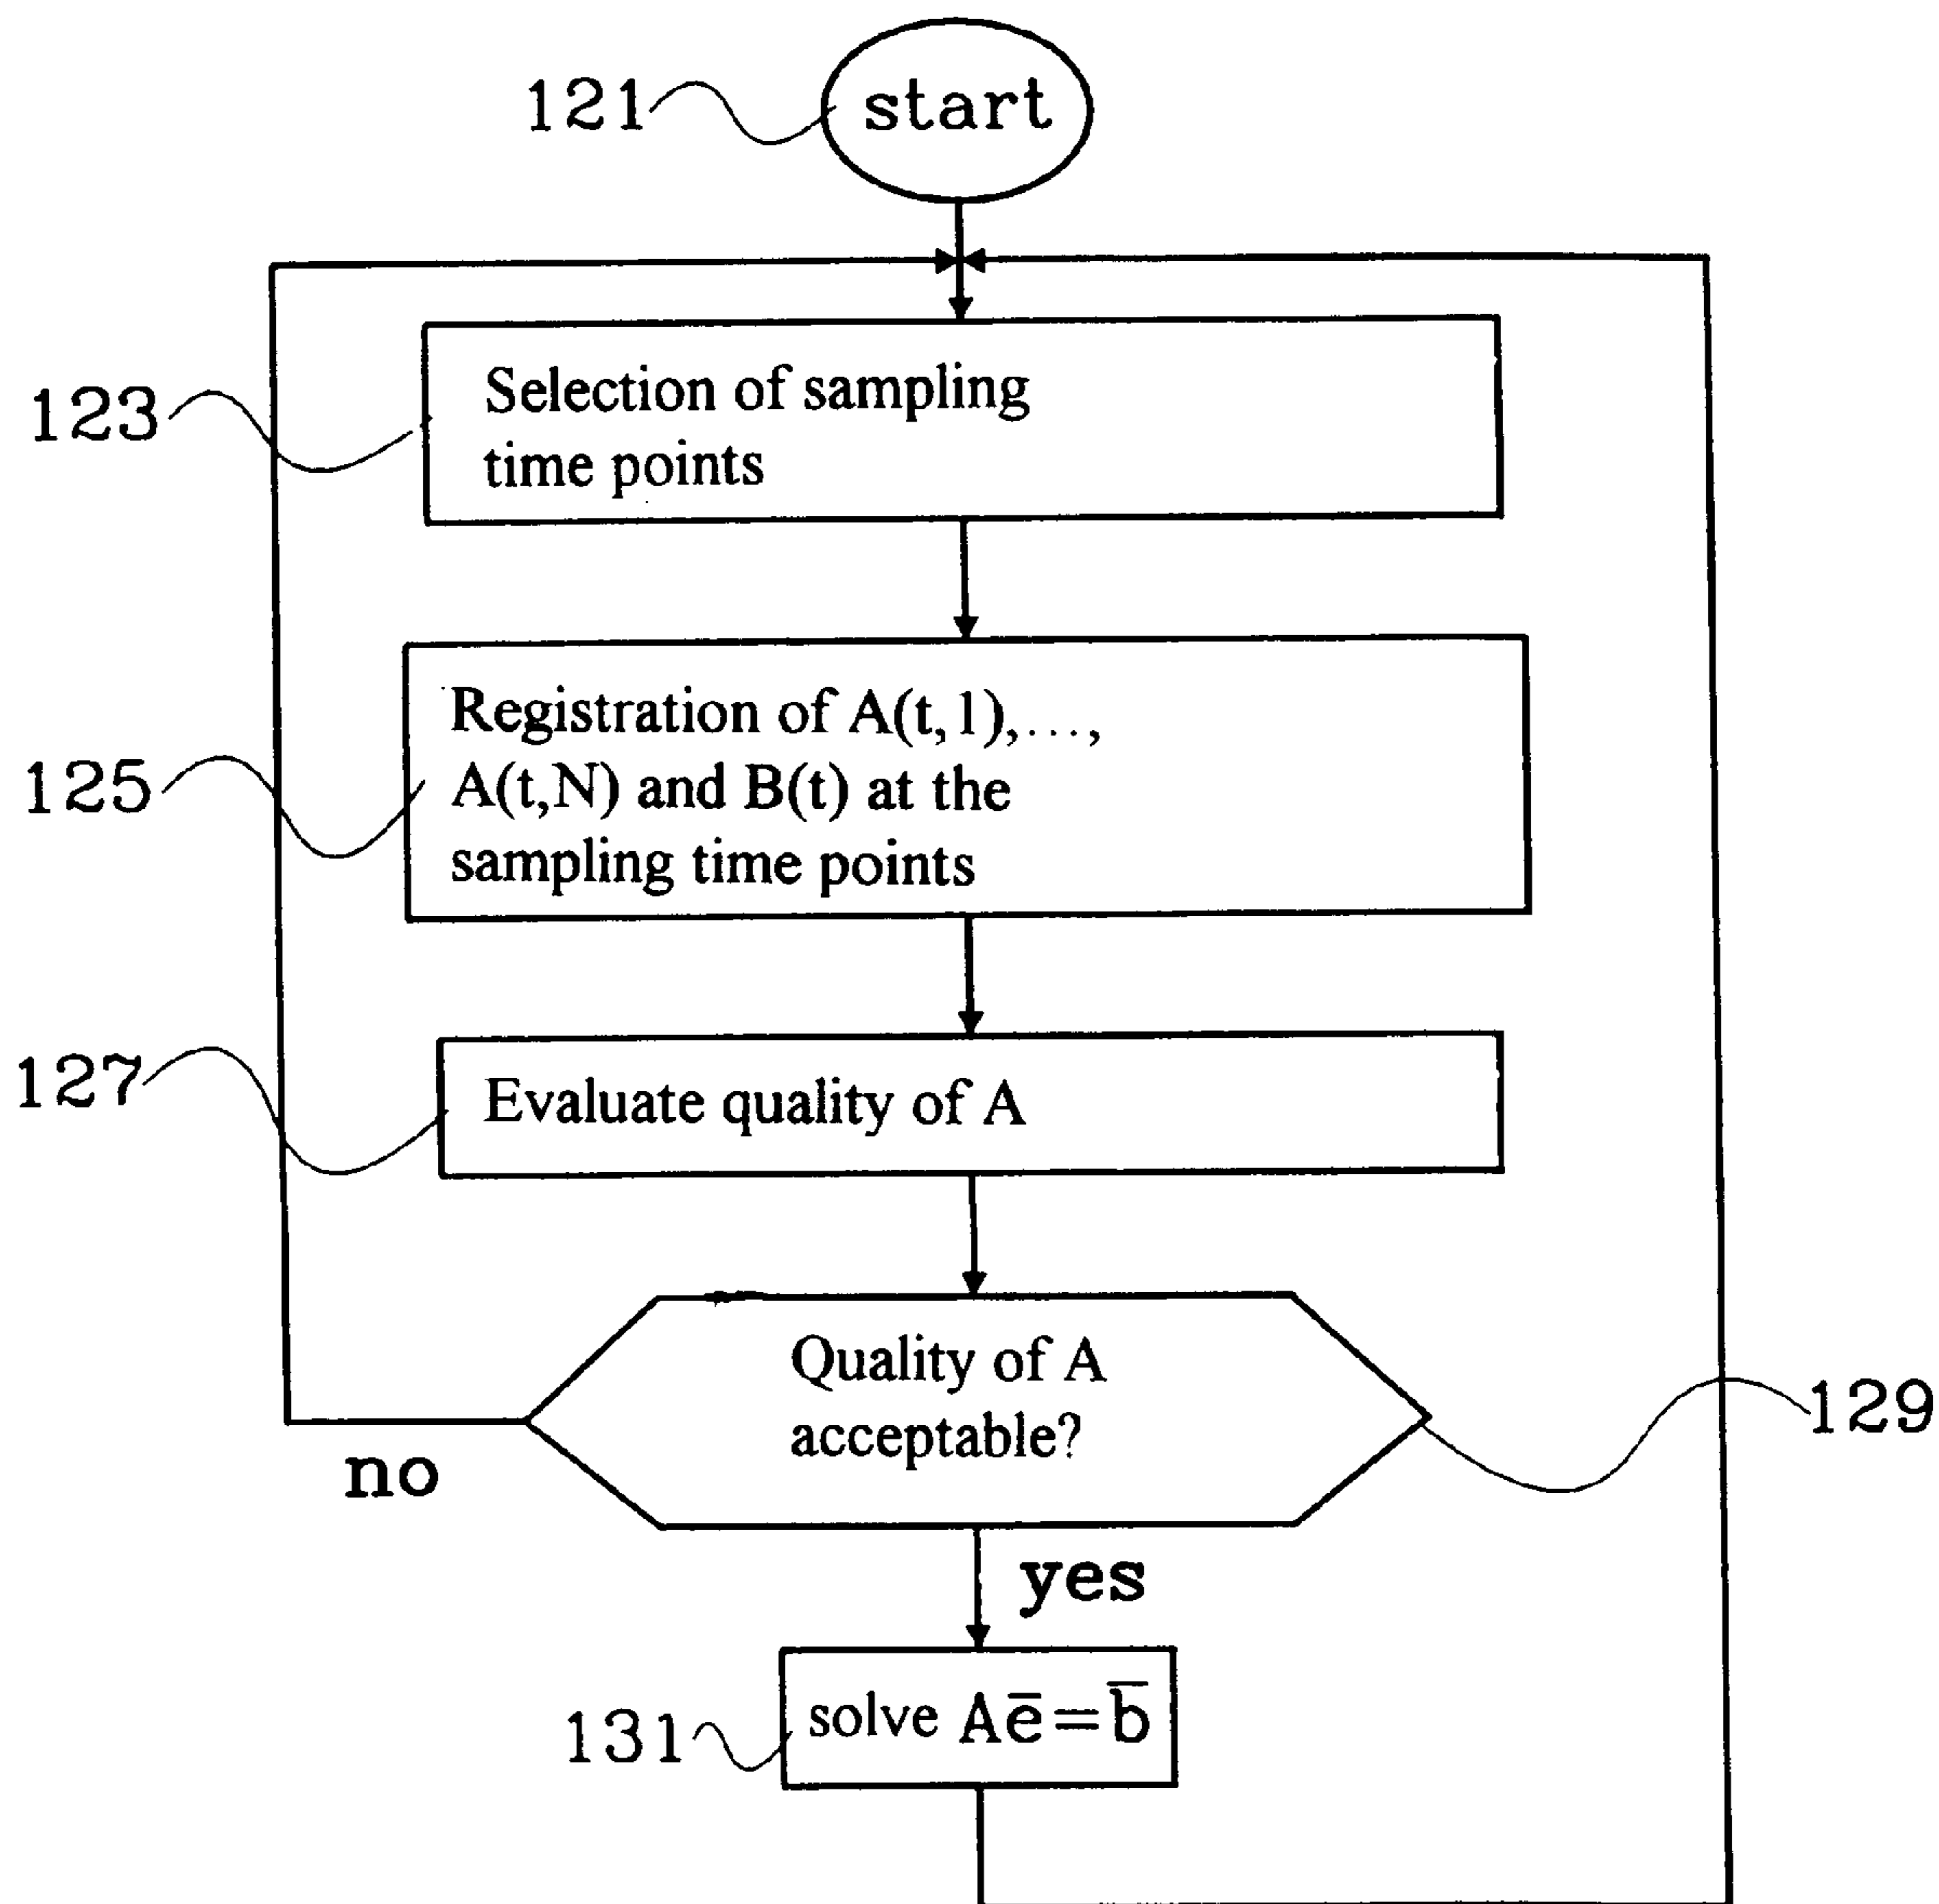 121
start
123
Selection of sampling
time points
125
Registration of A(t,1),...,
A(t,N) and B(t) at the
sampling time points
127
Evaluate quality of A
Quality of A
acceptable?
129
no
yes
131
solve Ae̅=b̅